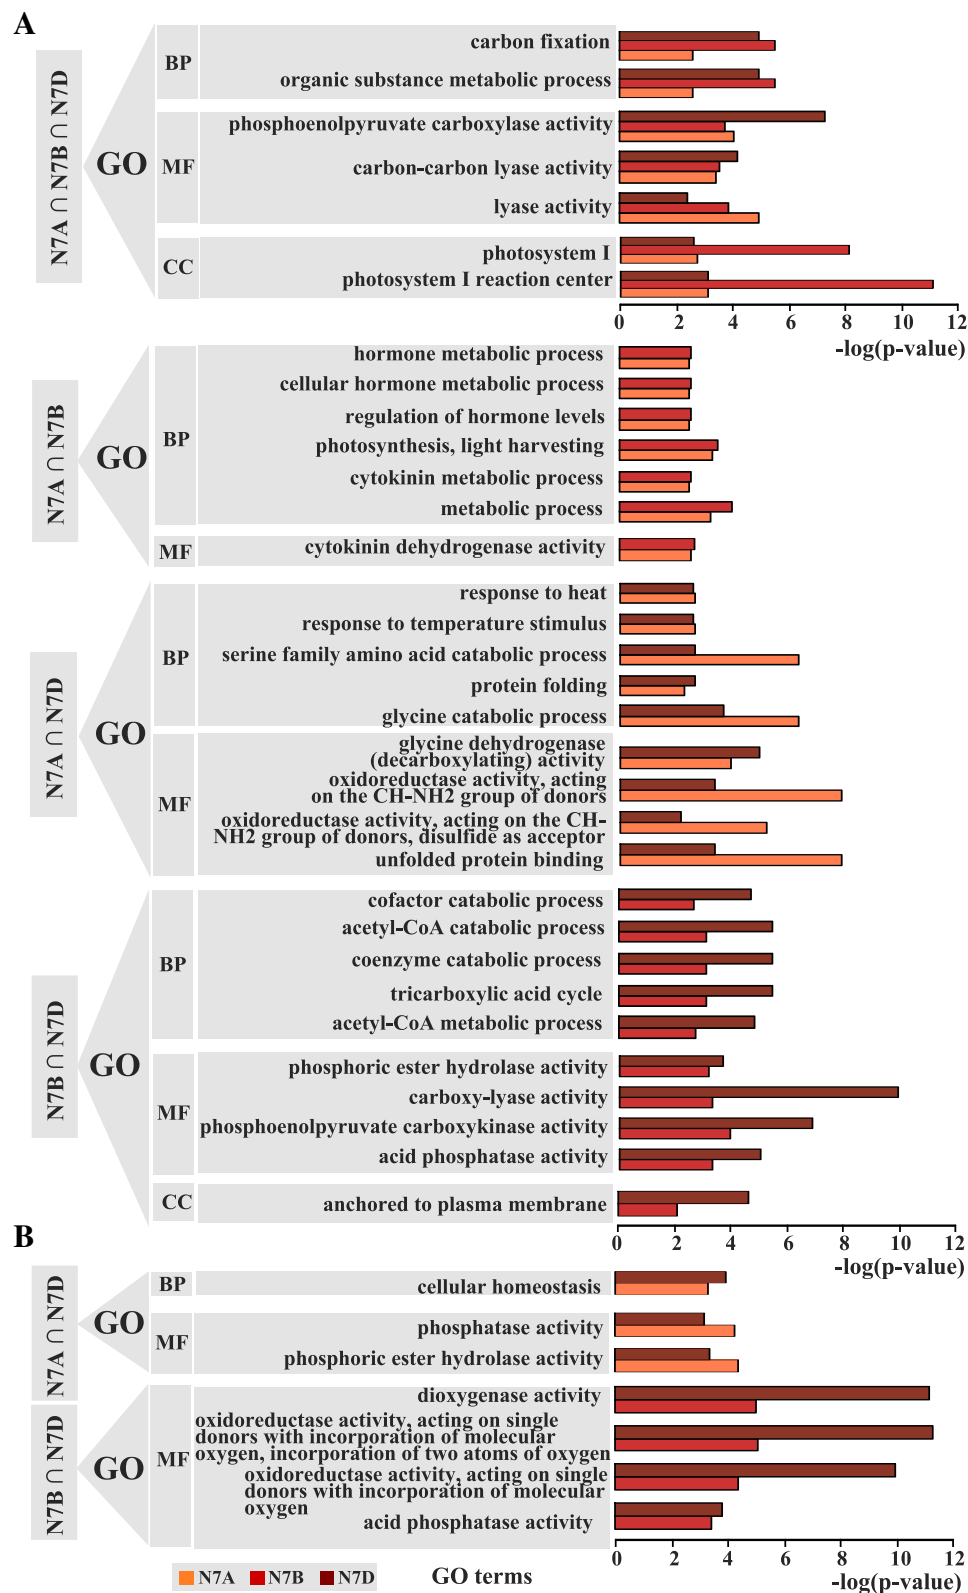 A
N7A ∩ N7B ∩ N7D
GO
BP
carbon fixation
organic substance metabolic process
MF
phosphoenolpyruvate carboxylase activity
carbon-carbon lyase activity
lyase activity
CC
photosystem I
photosystem I reaction center
0 2 4 6 8 10 12
-log(p-value)
N7A ∩ N7B
GO
BP
hormone metabolic process
cellular hormone metabolic process
regulation of hormone levels
photosynthesis, light harvesting
cytokinin metabolic process
metabolic process
MF
cytokinin dehydrogenase activity
N7A ∩ N7D
GO
BP
response to heat
response to temperature stimulus
serine family amino acid catabolic process
protein folding
glycine catabolic process
MF
glycine dehydrogenase
(decarboxylating) activity
oxidoreductase activity, acting
on the CH-NH2 group of donors
oxidoreductase activity, acting on the CH-
NH2 group of donors, disulfide as acceptor
unfolded protein binding
N7B ∩ N7D
GO
BP
cofactor catabolic process
acetyl-CoA catabolic process
coenzyme catabolic process
tricarboxylic acid cycle
acetyl-CoA metabolic process
MF
phosphoric ester hydrolase activity
carboxy-lyase activity
phosphoenolpyruvate carboxykinase activity
acid phosphatase activity
CC
anchored to plasma membrane
0 2 4 6 8 10 12
-log(p-value)
B
N7A ∩ N7D
GO
BP
cellular homeostasis
MF
phosphatase activity
phosphoric ester hydrolase activity
N7B ∩ N7D
GO
MF
dioxygenase activity
oxidoreductase activity, acting on single
donors with incorporation of molecular
oxygen, incorporation of two atoms of oxygen
oxidoreductase activity, acting on single
donors with incorporation of molecular
oxygen
acid phosphatase activity
0 2 4 6 8 10 12
-log(p-value)
N7A N7B N7D
GO terms